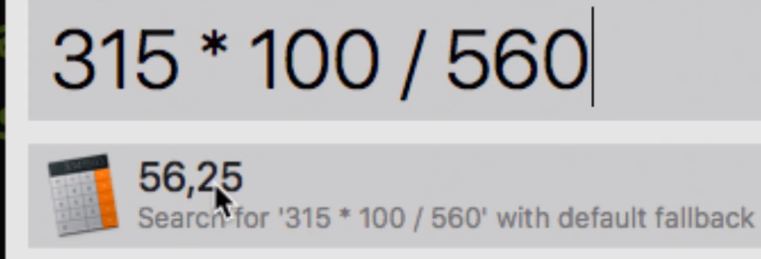 315 * 100 / 560
56,25
Search for '315 * 100 / 560' with default fallback